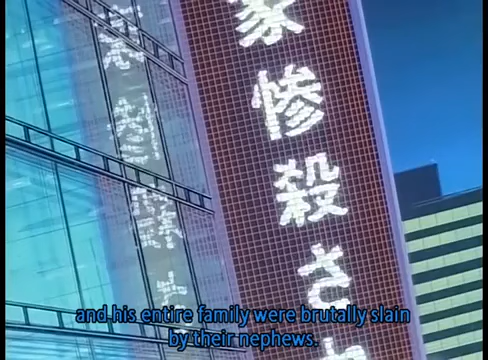 家惨殺さ
and his entire family were brutally slain
by their nephews.